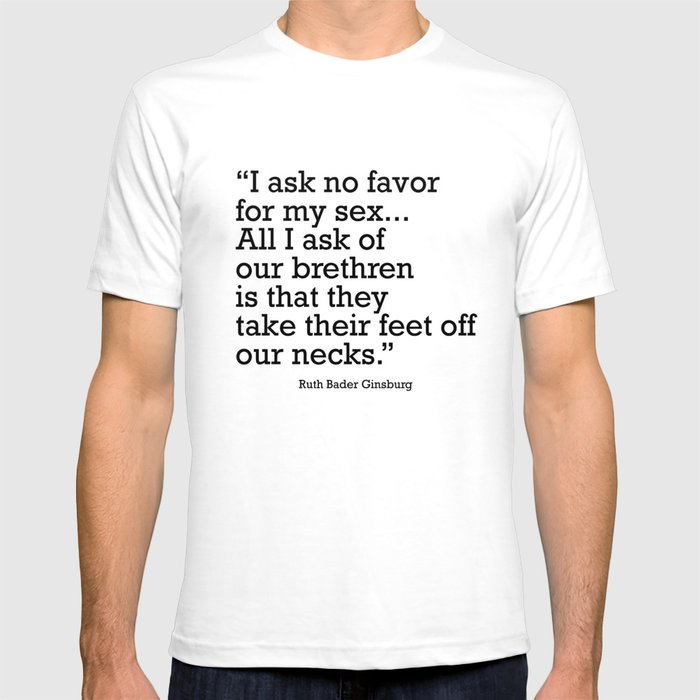 “I ask no favor
for my sex...
All I ask of
our brethren
is that they
take their feet off
our necks.”
Ruth Bader Ginsburg